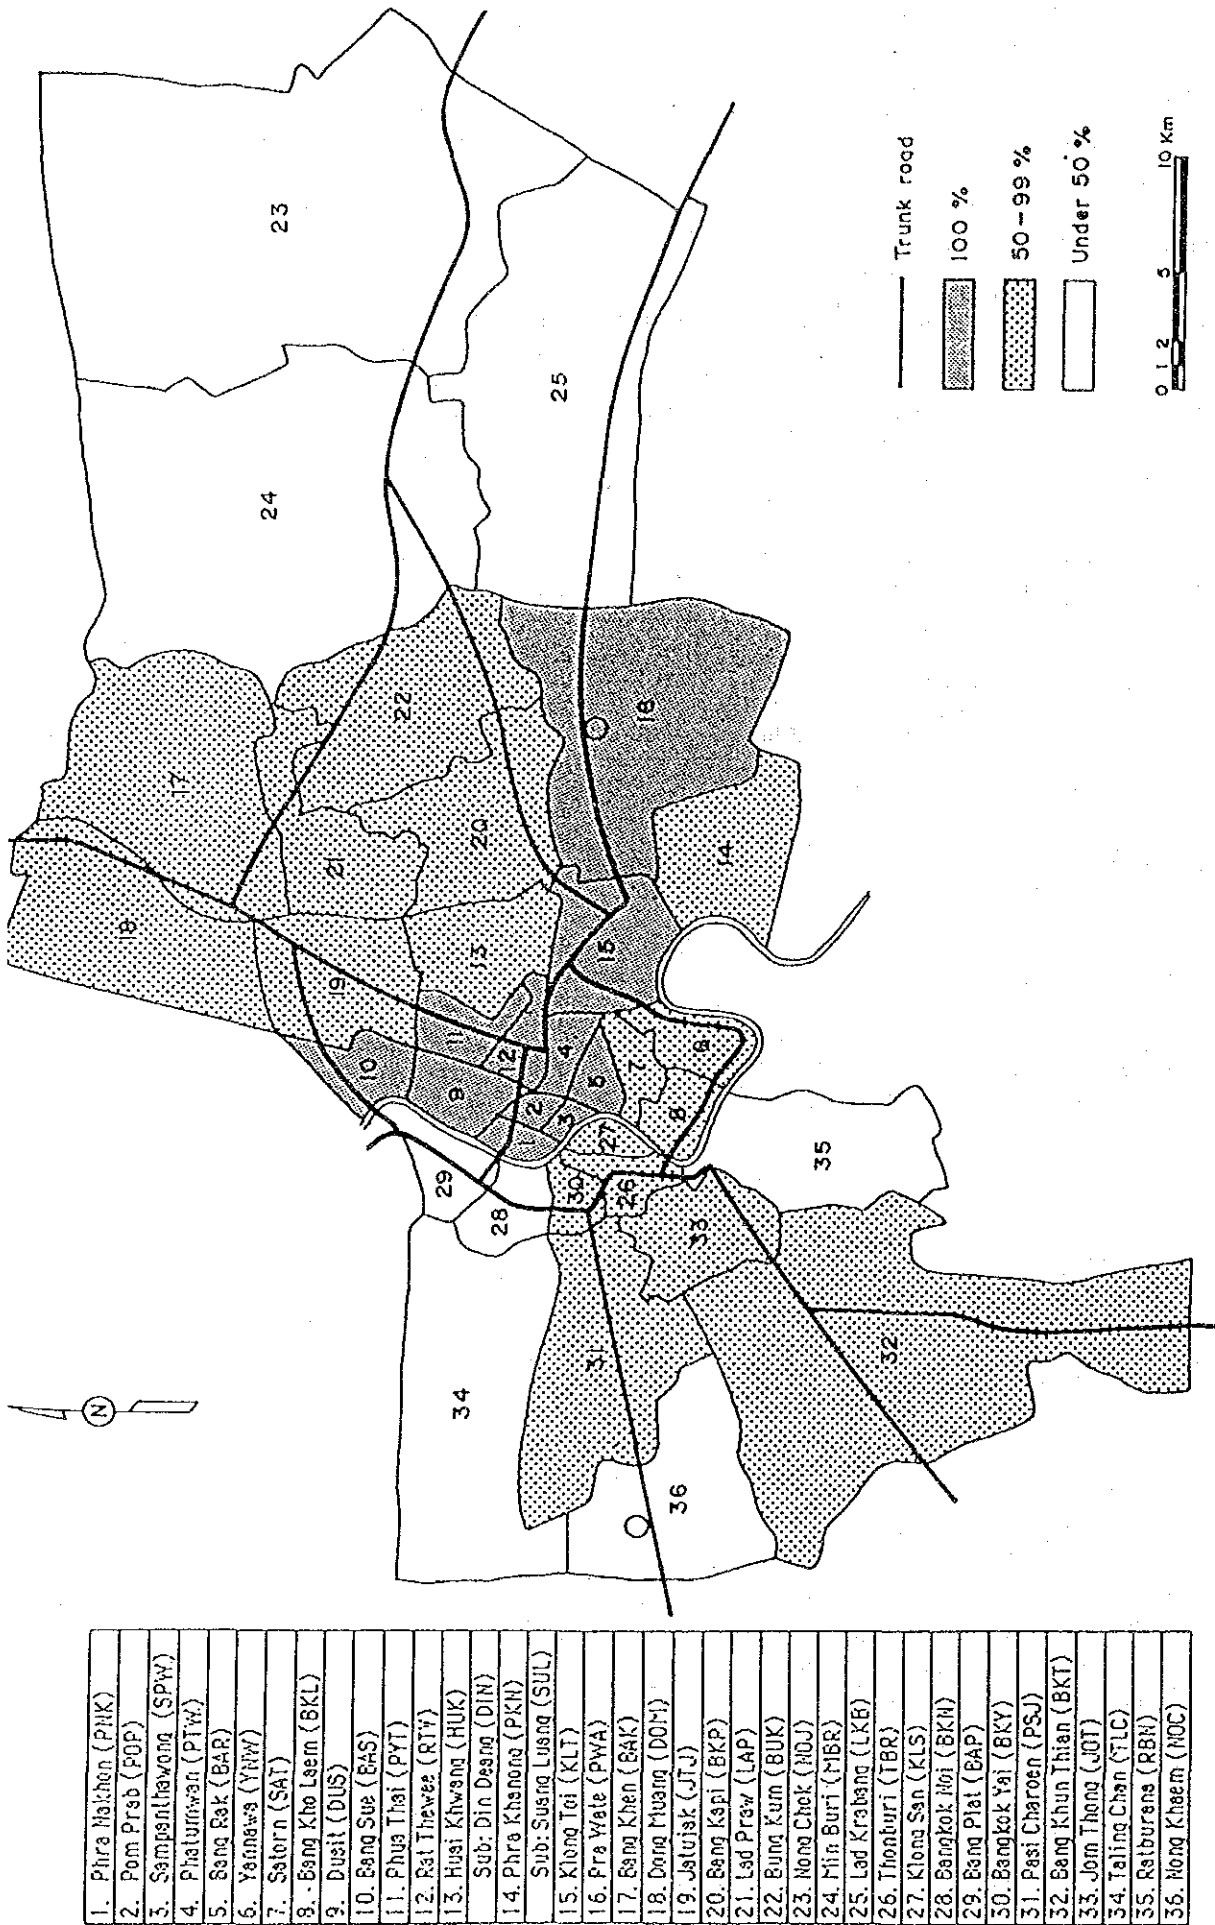 1. Phra Nakhon (PNK)
2. Pom Prab (POP)
3. Sampanthawong (SPW)
4. Phatumwan (PTW)
5. Bang Rak (BAR)
6. Yannawa (YNW)
7. Satorn (SAT)
8. Bang Kho Laem (BKL)
9. Dusit (DUS)
10. Bang Sue (BAS)
11. Phya Thai (PYT)
12. Rat Thewee (RTW)
13. Huai Khwang (HUK)
Sub: Din Daang (DIN)
14. Phra Khanong (PKN)
Sub: Suang Luang (SUL)
15. Klong Toi (KLT)
16. Pra Wate (PWA)
17. Bang Khen (BAK)
18. Dong Muang (DOM)
19. Jatujak (JTJ)
20. Bang Kapi (BKP)
21. Lad Praw (LAP)
22. Bung Kum (BUK)
23. Nong Chok (NOJ)
24. Min Buri (MBR)
25. Lad Krabang (LKB)
26. Thonburi (TBR)
27. Klong San (KLS)
28. Bangkok Noi (BKN)
29. Bang Plat (BAP)
30. Bangkok Yai (BKY)
31. Pasi Charoen (PSJ)
32. Bang Khun Thian (BKT)
33. Jom Thong (JOT)
34. Taling Chan (TLC)
35. Ratburana (RBN)
36. Nong Khaem (NOC)
N
18
17
23
24
10
19
21
22
34
29
9
11
13
20
25
28
1
2
12
4
31
30
27
3
5
15
18
26
7
36
33
8
6
14
35
32
Trunk road
100 %
50-99 %
Under 50 %
0 1 2 5 10 Km